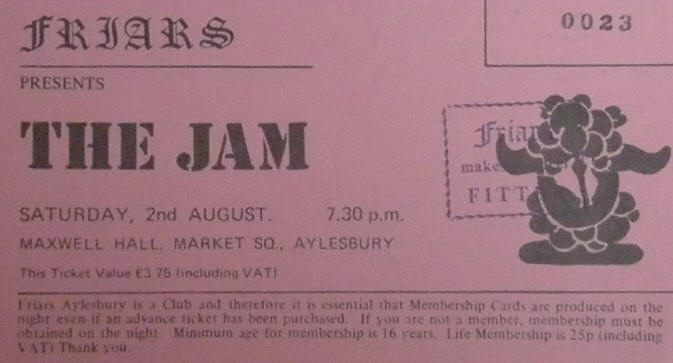 FRIARS
0023
PRESENTS
THE JAM
Friar
make
FITT
SATURDAY, 2nd AUGUST. 7.30 p.m.
MAXWELL HALL, MARKET SQ., AYLESBURY
This Ticket Value £3 75 (including VAT)
Friars Aylesbury is a Club and therefore it is essential that Membership Cards are produced on the
night even if an advance ticket has been purchased. If you are not a member, membership must be
obtained on the night. Minimum age for membership is 16 years. Life Membership is 25p (including
VAT) Thank you.